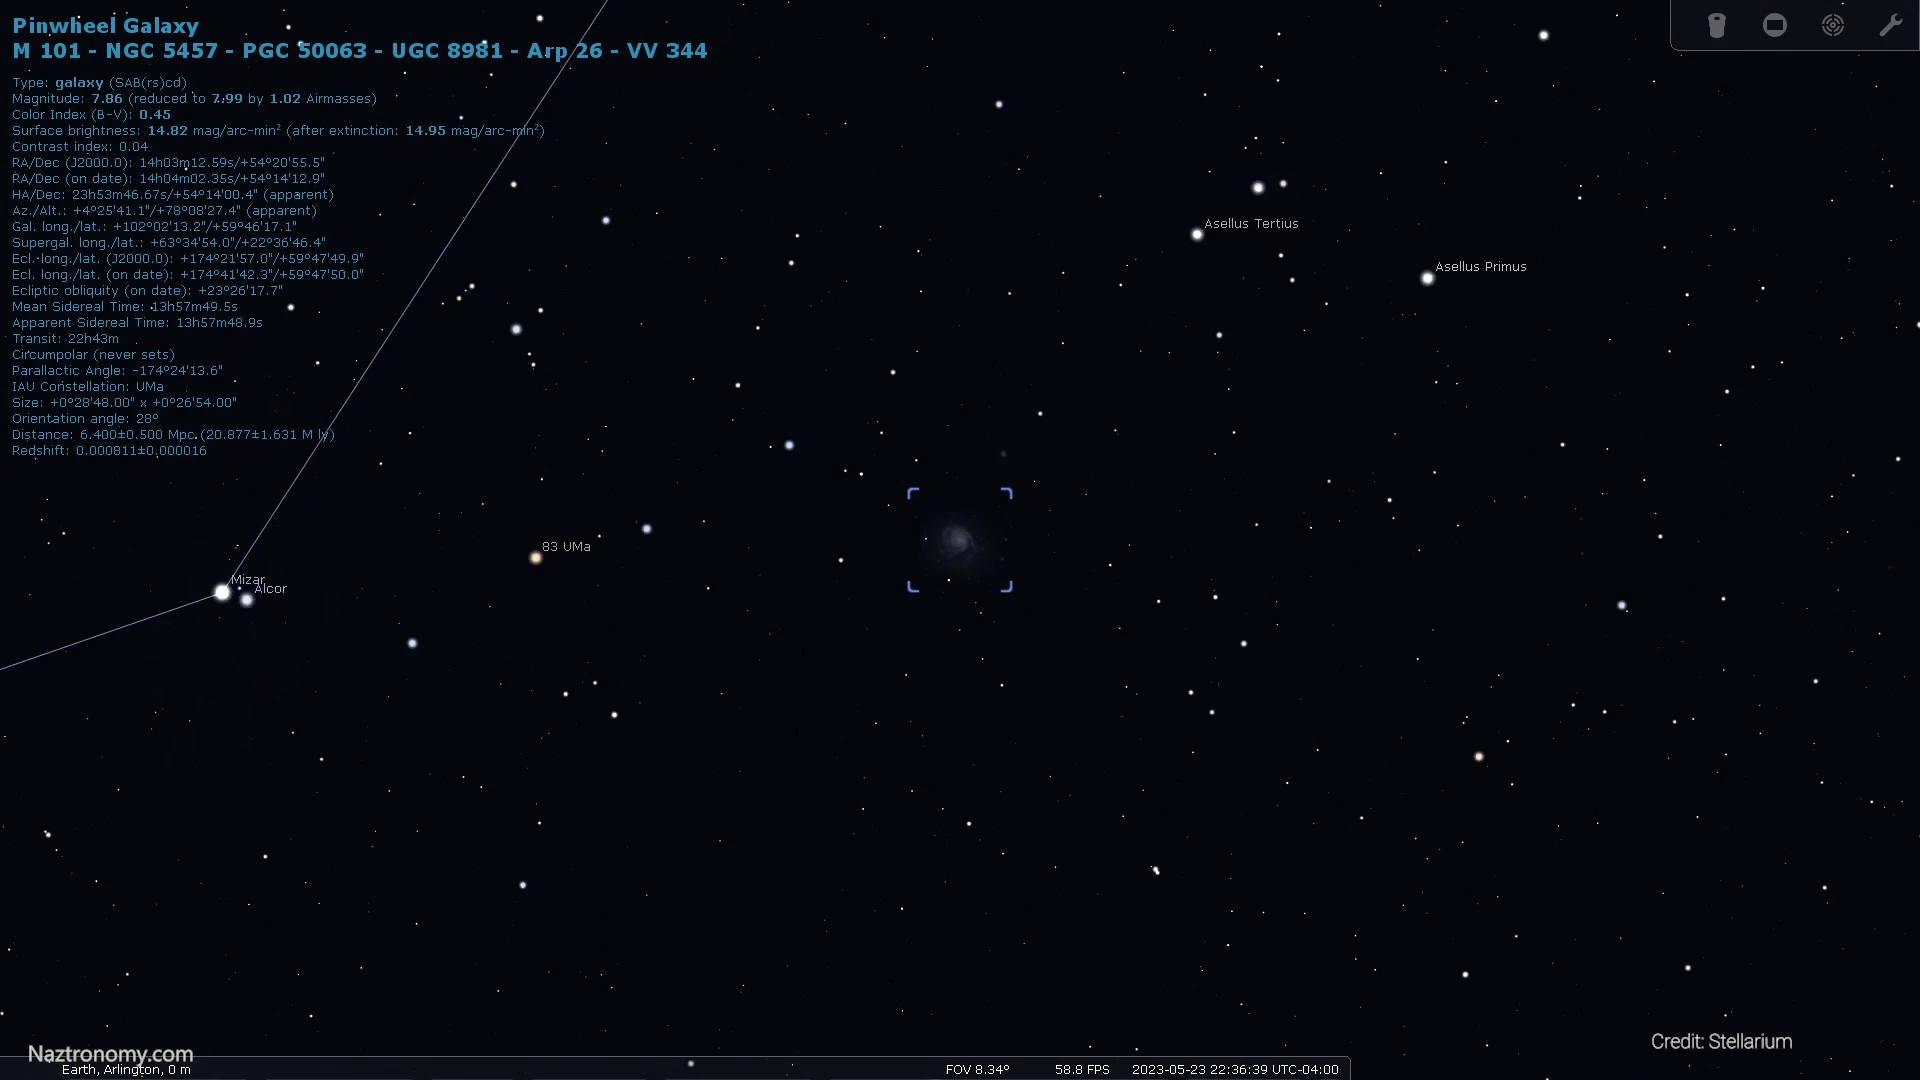 Pinwheel Galaxy
M 101 - NGC 5457 - PGC 50063 - UGC 8981 - Arp 26 - VV 344
Type: galaxy (SAB(rs)cd)
Magnitude: 7.86 (reduced to 7.99 by 1.02 Airmasses)
Color Index (B-V): 0.45
Surface brightness: 14.82 mag/arc-min² (after extinction: 14.95 mag/arc-min²)
Contrast index: 0.04
RA/Dec (J2000.0): 14h03m12.59s/+54°20'55.5"
RA/Dec (on date): 14h04m02.35s/+54°14'12.9"
HA/Dec: 23h53m46.67s/+54°14'00.4" (apparent)
Az./Alt.: +4°25'41.1"/+78°08'27.4" (apparent)
Gal. long./lat.: +102°02'13.2"/+59°46'17.1"
Supergal. long./lat.: +63°34'54.0"/+22°36'46.4"
Ecl. long./lat. (J2000.0): +174°21'57.0"/+59°47'49.9"
Ecl. long./lat. (on date): +174°41'42.3"/+59°47'50.0"
Ecliptic obliquity (on date): +23°26'17.7"
Mean Sidereal Time: 13h57m49.5s
Apparent Sidereal Time: 13h57m48.9s
Transit: 22h43m
Circumpolar (never sets)
Parallactic Angle: -174°24'13.6"
IAU Constellation: UMa
Size: +0°28'48.00" x +0°26'54.00"
Orientation angle: 28°
Distance: 6.400±0.500 Mpc (20.877±1.631 M ly)
Redshift: 0.000811±0.000016
Asellus Tertius
Asellus Primus
83 UMa
Mizar
Alcor
Credit: Stellarium
Naztronomy.com
Earth, Arlington, 0 m
FOV 8.34°
58.8 FPS
2023-05-23 22:36:39 UTC-04:00